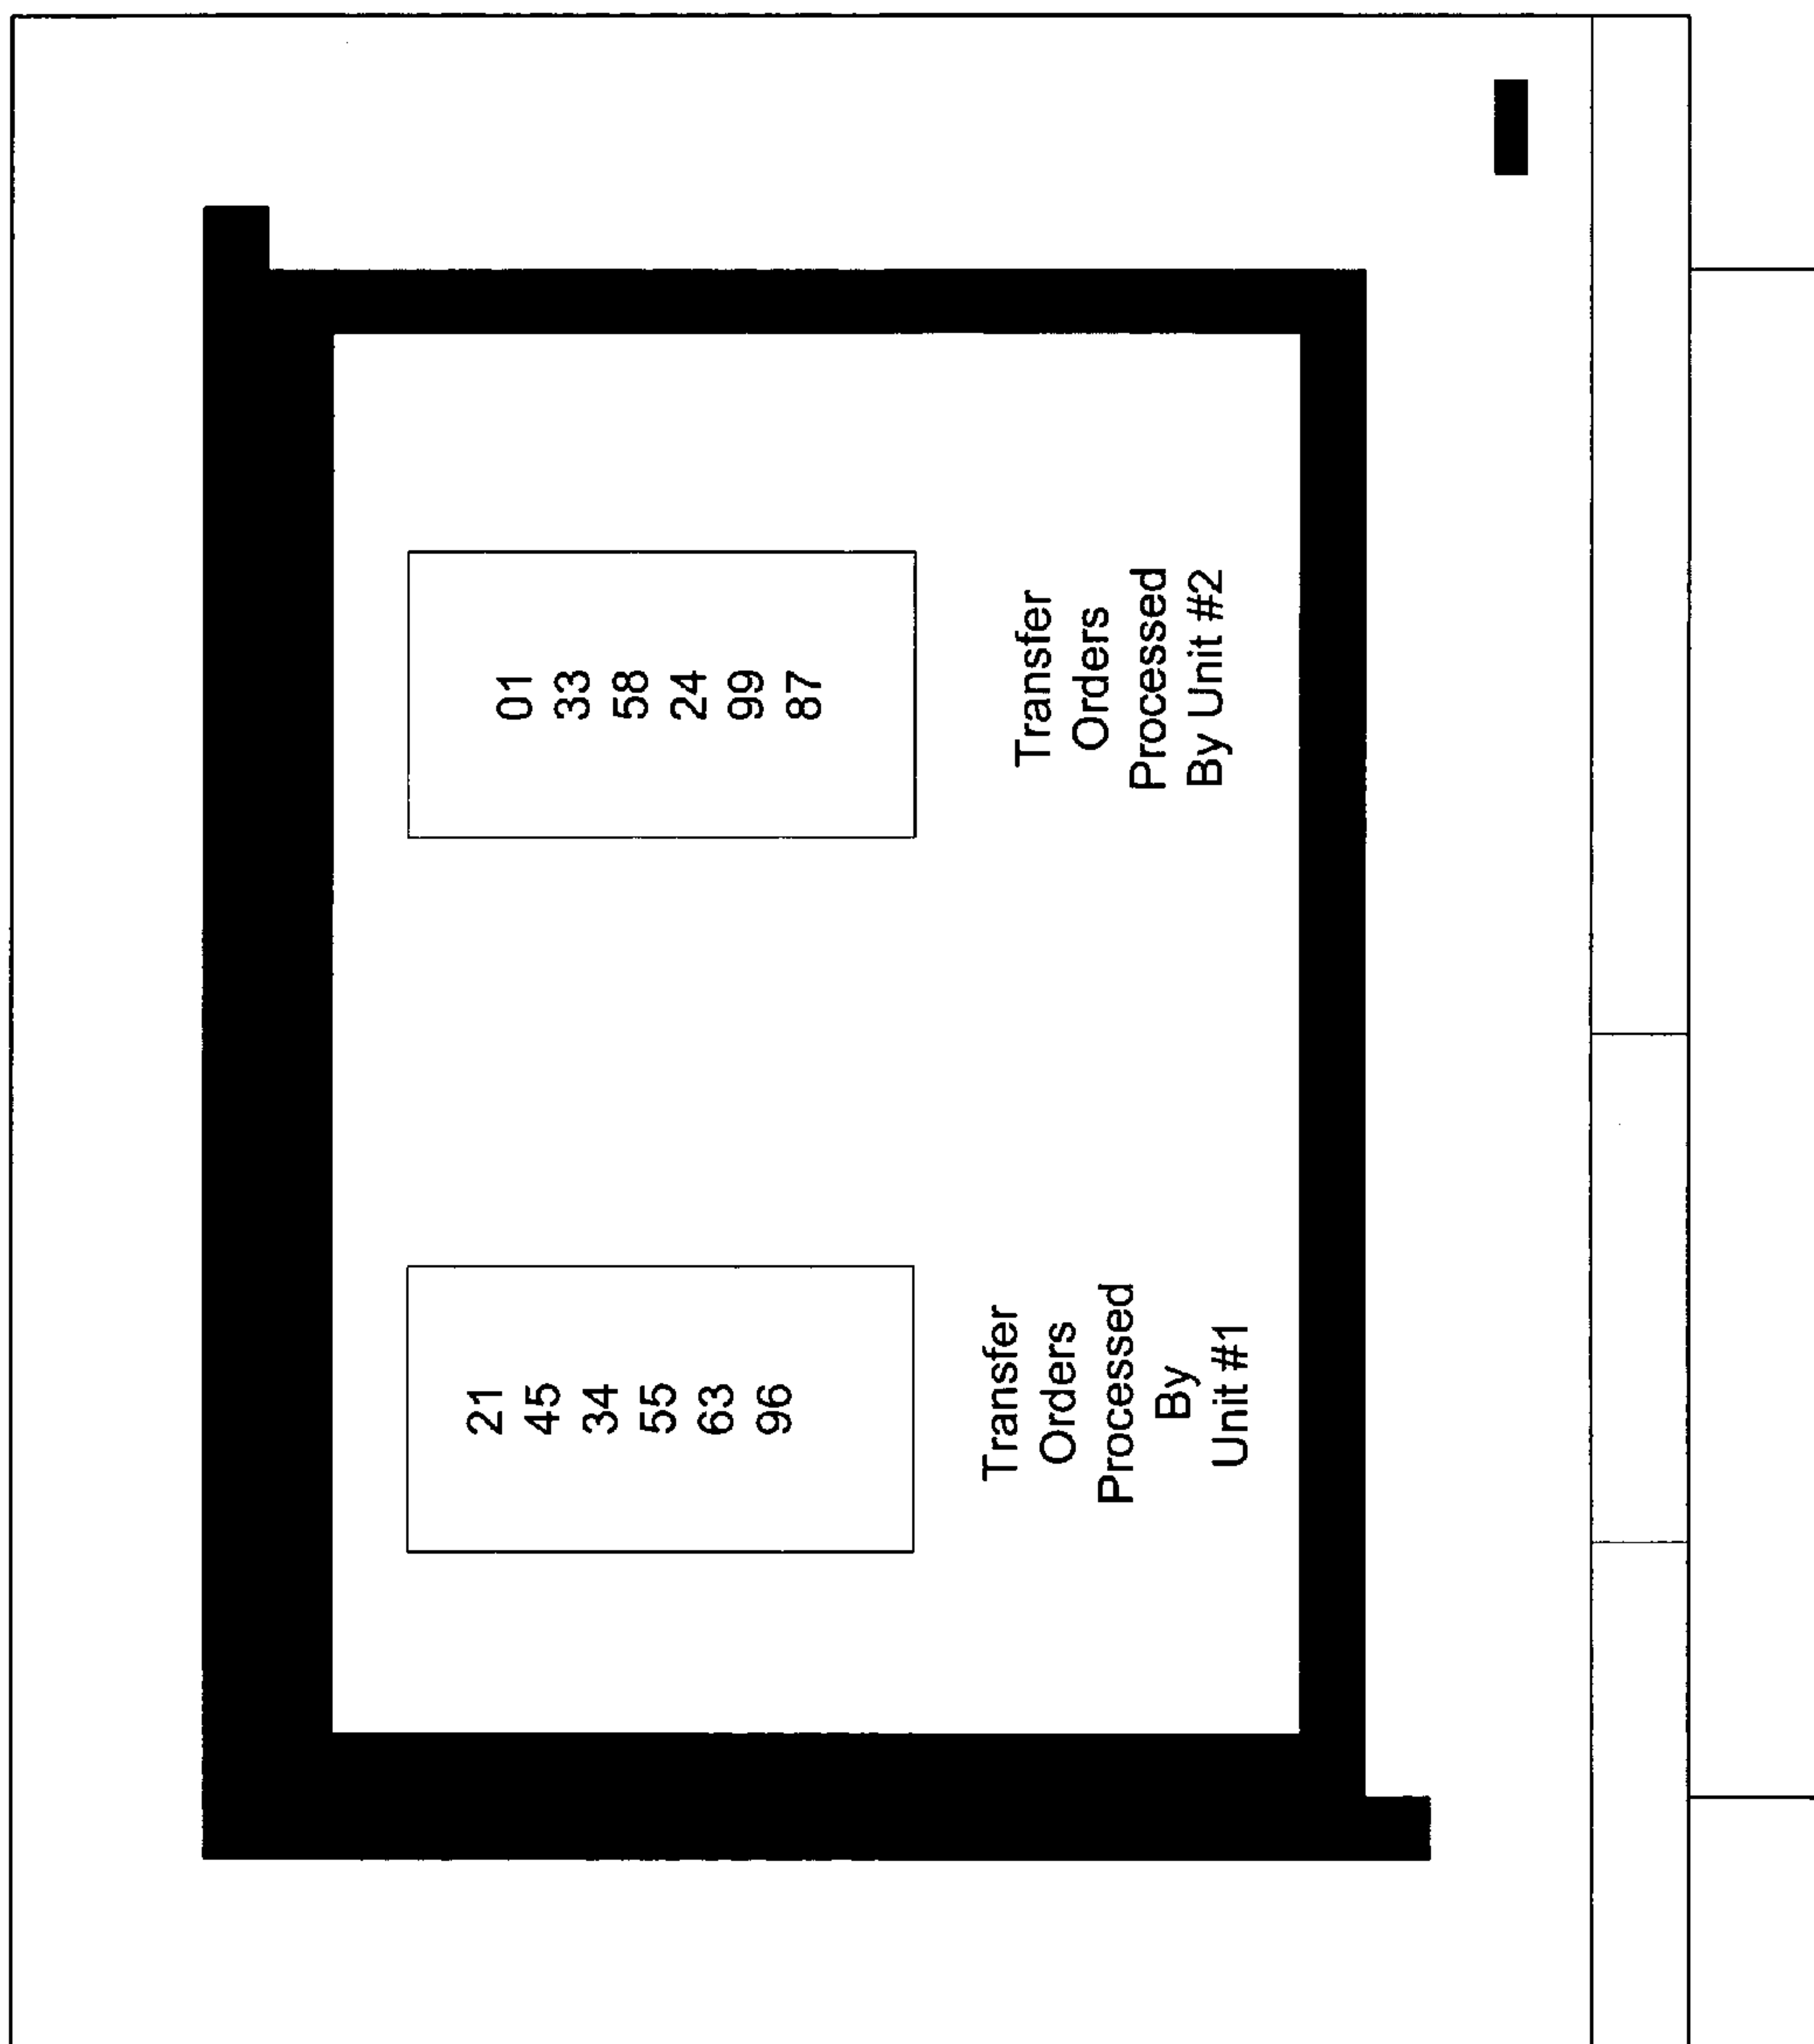 21
45
34
55
63
96
Transfer
Orders
Processed
By
Unit #1
01
33
58
24
99
87
Transfer
Orders
Processed
By Unit #2